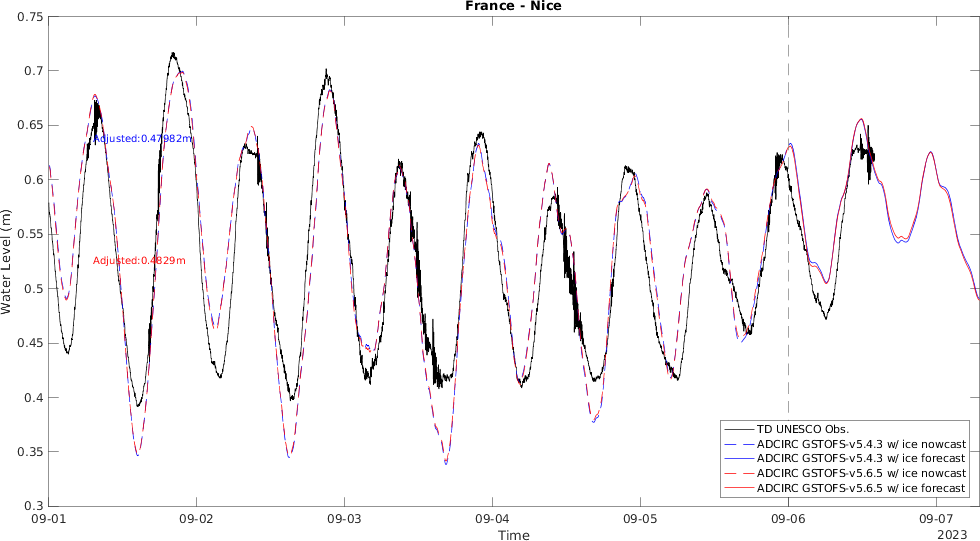 France - Nice
0.75
0.7
0.65
0.6
0.55
0.5
0.45
0.4
0.35
0.3
Water Level (m)
Adjusted:0.47982m
Adjusted:0.4829m
TD UNESCO Obs.
ADCIRC GSTOFS-v5.4.3 w/ ice nowcast
ADCIRC GSTOFS-v5.4.3 w/ ice forecast
ADCIRC GSTOFS-v5.6.5 w/ ice nowcast
ADCIRC GSTOFS-v5.6.5 w/ ice forecast
09-01 09-02 09-03 09-04 09-05 09-06 09-07
Time
2023